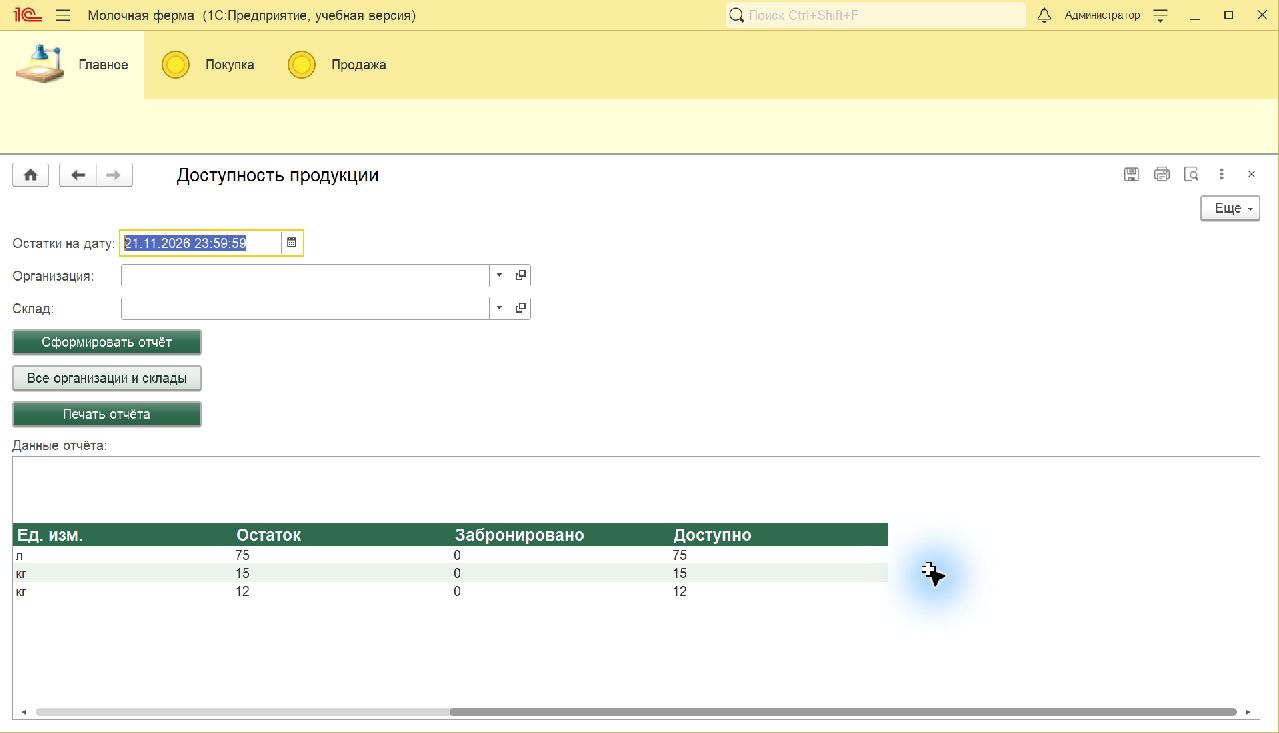 1С Молочная ферма (1С:Предприятие, учебная версия) Поиск Ctrl+Shift+F Администратор
Главное Покупка Продажа
Доступность продукции
Еще
Остатки на дату: 21.11.2026 23:59:59
Организация:
Склад:
Сформировать отчёт
Все организации и склады
Печать отчёта
Данные отчёта:
Ед. изм. Остаток Забронировано Доступно
л 75 0 75
кг 15 0 15
кг 12 0 12